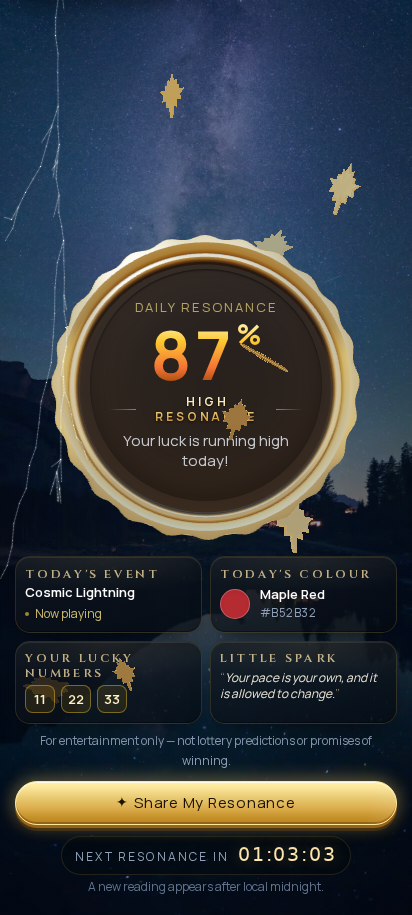 DAILY RESONANCE
87%
HIGH
RESONANCE
Your luck is running high
today!
TODAY'S EVENT
Cosmic Lightning
• Now playing
TODAY'S COLOUR
Maple Red
#B52B32
YOUR LUCKY
NUMBERS
11 22 33
LITTLE SPARK
"Your pace is your own, and it
is allowed to change."
For entertainment only — not lottery predictions or promises of
winning.
✦ Share My Resonance
NEXT RESONANCE IN 01:03:03
A new reading appears after local midnight.